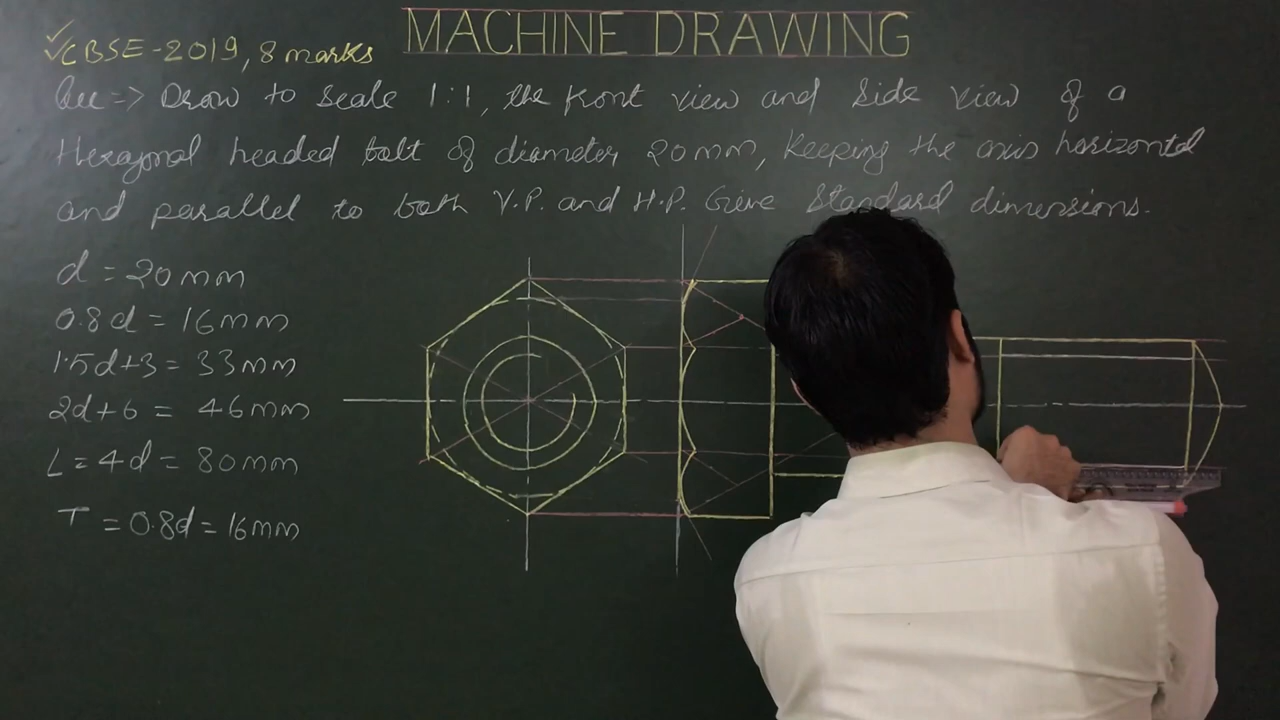 MACHINE DRAWING
CBSE-2019, 8 marks
Que => Draw to scale 1:1, the front view and side view of a
Hexagonal headed bolt of diameter 20mm, Keeping the axis horizontal
and parallel to both V.P. and H.P. Give standard dimensions.
d = 20mm
0.8d = 16mm
1.5d+3 = 33mm
2d+6 = 46mm
L = 4d = 80mm
T = 0.8d = 16mm